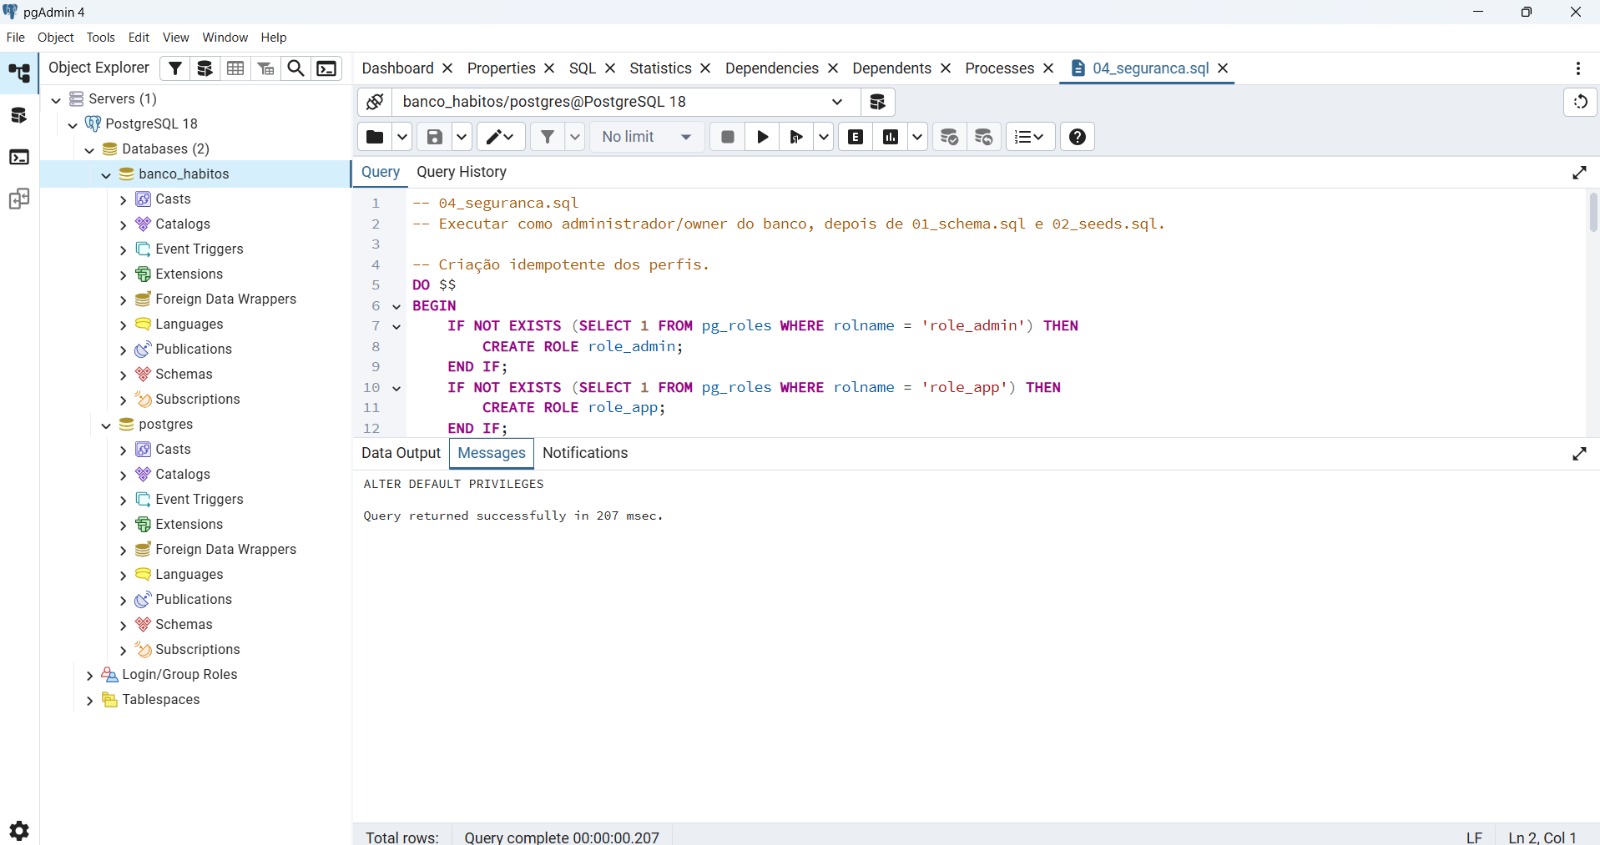 pgAdmin 4
File Object Tools Edit View Window Help
Object Explorer
Dashboard Properties SQL Statistics Dependencies Dependents Processes 04_seguranca.sql
Servers (1)
PostgreSQL 18
Databases (2)
banco_habitos
Casts
Catalogs
Event Triggers
Extensions
Foreign Data Wrappers
Languages
Publications
Schemas
Subscriptions
postgres
Casts
Catalogs
Event Triggers
Extensions
Foreign Data Wrappers
Languages
Publications
Schemas
Subscriptions
Login/Group Roles
Tablespaces
banco_habitos/postgres@PostgreSQL 18
No limit
E
Query Query History
1 -- 04_seguranca.sql
2 -- Executar como administrador/owner do banco, depois de 01_schema.sql e 02_seeds.sql.
3
4 -- Criação idempotente dos perfis.
5 DO $$
6 BEGIN
7 IF NOT EXISTS (SELECT 1 FROM pg_roles WHERE rolname = 'role_admin') THEN
8 CREATE ROLE role_admin;
9 END IF;
10 IF NOT EXISTS (SELECT 1 FROM pg_roles WHERE rolname = 'role_app') THEN
11 CREATE ROLE role_app;
12 END IF;
Data Output Messages Notifications
ALTER DEFAULT PRIVILEGES
Query returned successfully in 207 msec.
Total rows: Query complete 00:00:00.207 LF Ln 2, Col 1